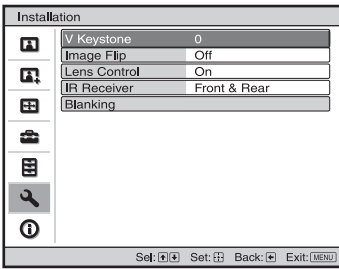 Installation
V Keystone 0
Image Flip Off
Lens Control On
IR Receiver Front & Rear
Blanking
Sel: Set: Back: Exit: MENU